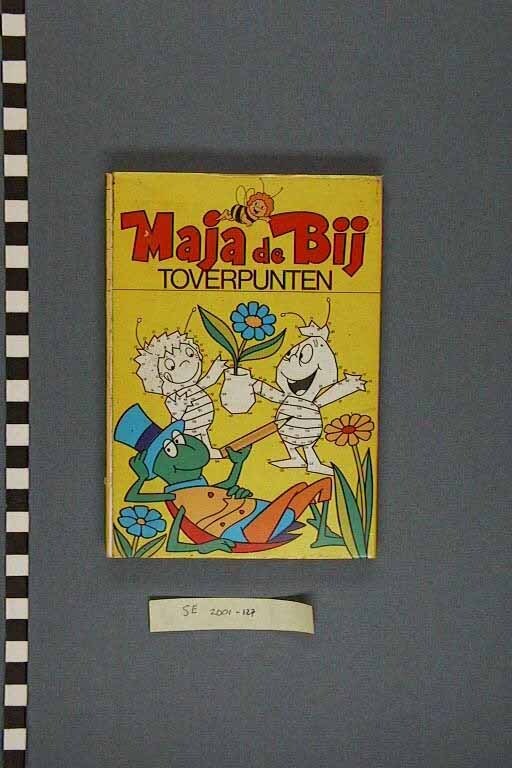 Maja de Bij
TOVERPUNTEN
SE 2001-127